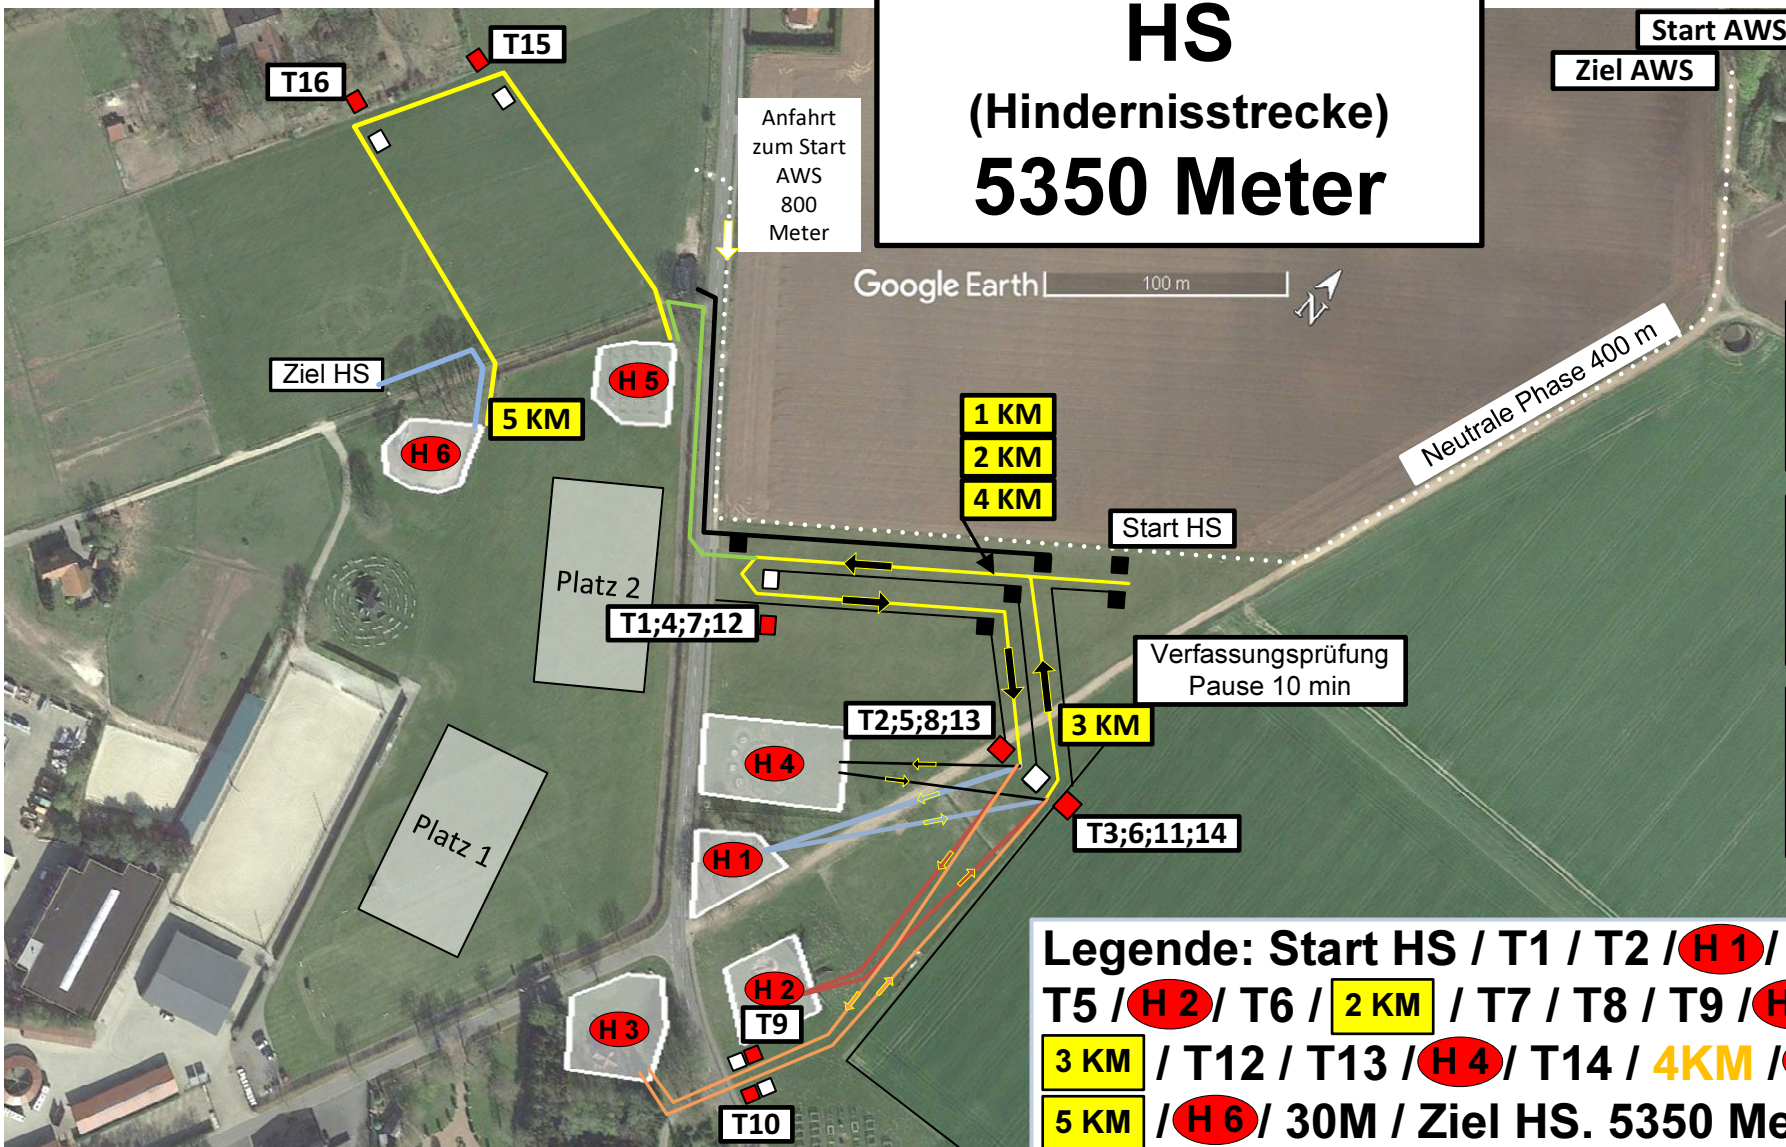 HS
(Hindernisstrecke)
5350 Meter
Start AWS
Ziel AWS
T15
T16
Anfahrt
zum Start
AWS
800
Meter
Google Earth
100 m
N
Neutrale Phase 400 m
Ziel HS
H 5
5 KM
H 6
1 KM
2 KM
4 KM
Start HS
Platz 2
T1;4;7;12
Verfassungsprüfung
Pause 10 min
T2;5;8;13
3 KM
H 4
Platz 1
T3;6;11;14
H 1
H 2
T9
H 3
T10
Legende: Start HS / T1 / T2 / H 1 /
T5 / H 2 / T6 / 2 KM / T7 / T8 / T9 / H
3 KM / T12 / T13 / H 4 / T14 / 4KM /
5 KM / H 6 / 30M / Ziel HS. 5350 Me